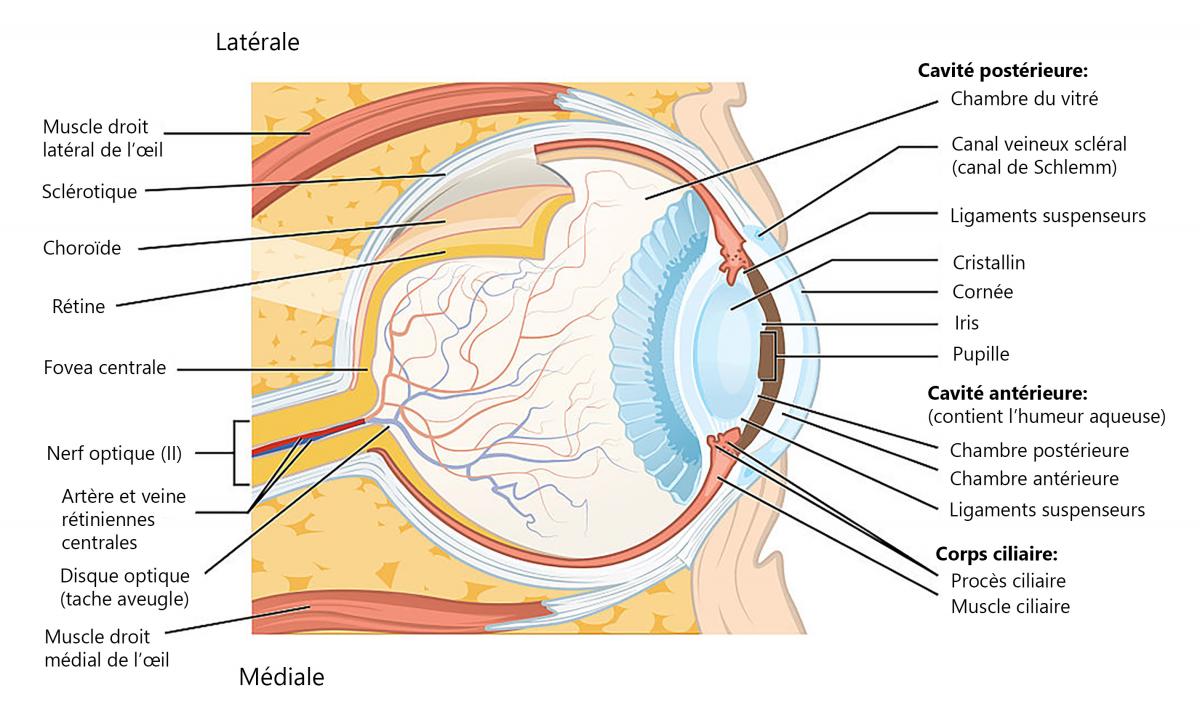 Latérale
Muscle droit
latéral de l'œil
Sclérotique
Choroïde
Rétine
Fovea centrale
Nerf optique (II)
Artère et veine
rétiniennes
centrales
Disque optique
(tache aveugle)
Muscle droit
médial de l'œil
Médiale
Cavité postérieure:
Chambre du vitré
Canal veineux scléral
(canal de Schlemm)
Ligaments suspenseurs
Cristallin
Cornée
Iris
Pupille
Cavité antérieure:
(contient l'humeur aqueuse)
Chambre postérieure
Chambre antérieure
Ligaments suspenseurs
Corps ciliaire:
Procès ciliaire
Muscle ciliaire